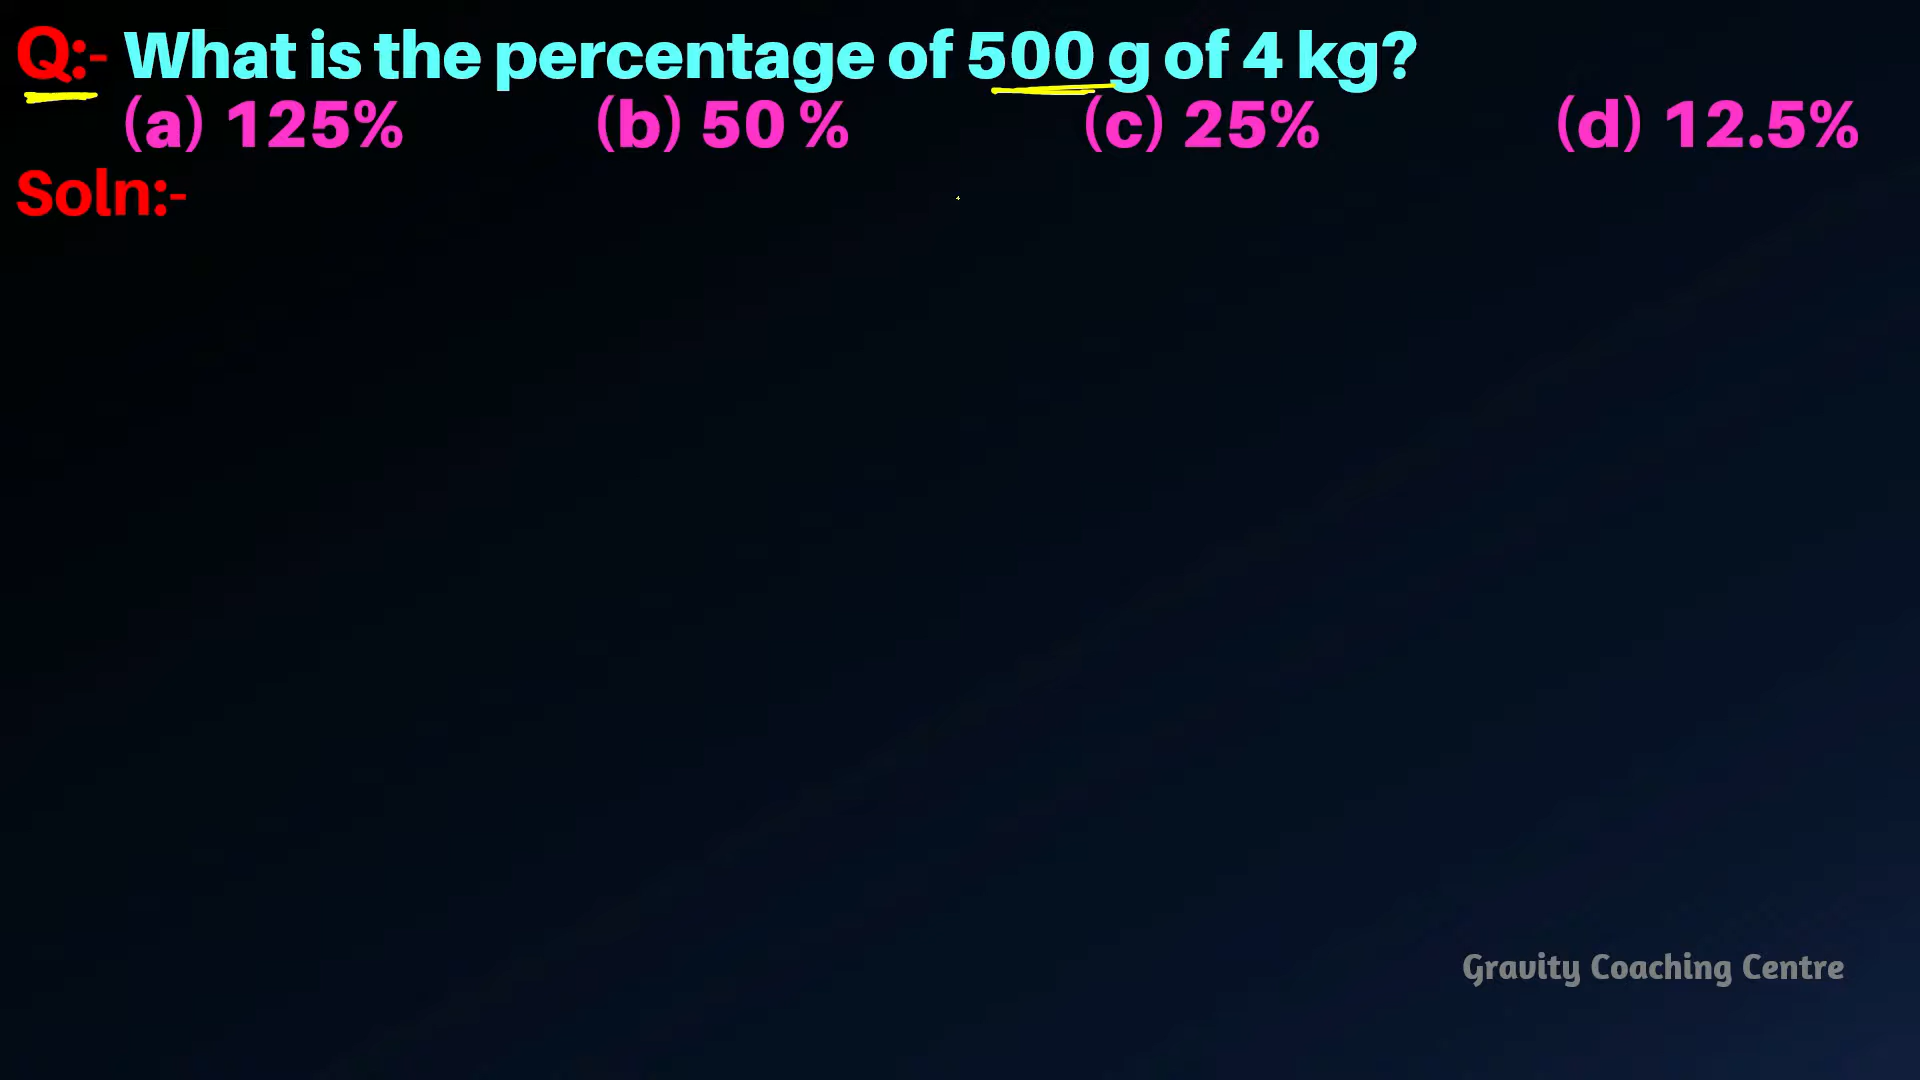 Q:- What is the percentage of 500 g of 4 kg?
(a) 125% (b) 50 % (c) 25% (d) 12.5%
Soln:-
Gravity Coaching Centre